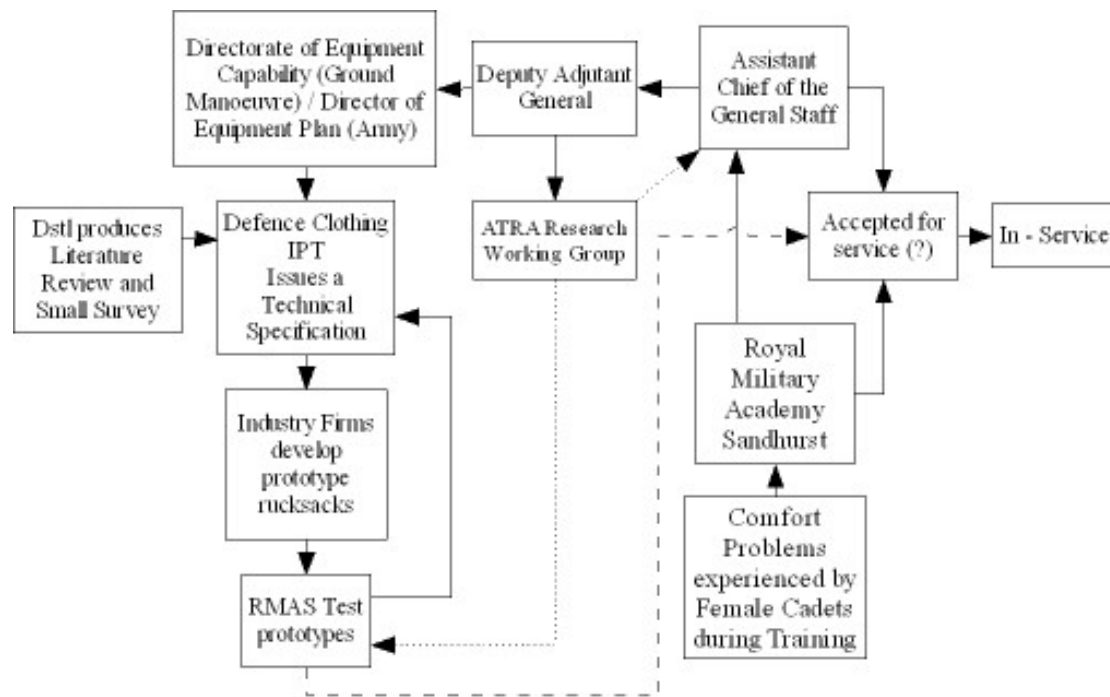 Directorate of Equipment
Capability (Ground
Manoeuvre) / Director of
Equipment Plan (Army)
Deputy Adjutant
General
Assistant
Chief of the
General Staff
Dstl produces
Literature
Review and
Small Survey
Defence Clothing
IPT
Issues a
Technical
Specification
ATRA Research
Working Group
Accepted for
service (?)
In - Service
Industry Firms
develop
prototype
rucksacks
Royal
Military
Academy
Sandhurst
RMAS Test
prototypes
Comfort
Problems
experienced by
Female Cadets
during Training